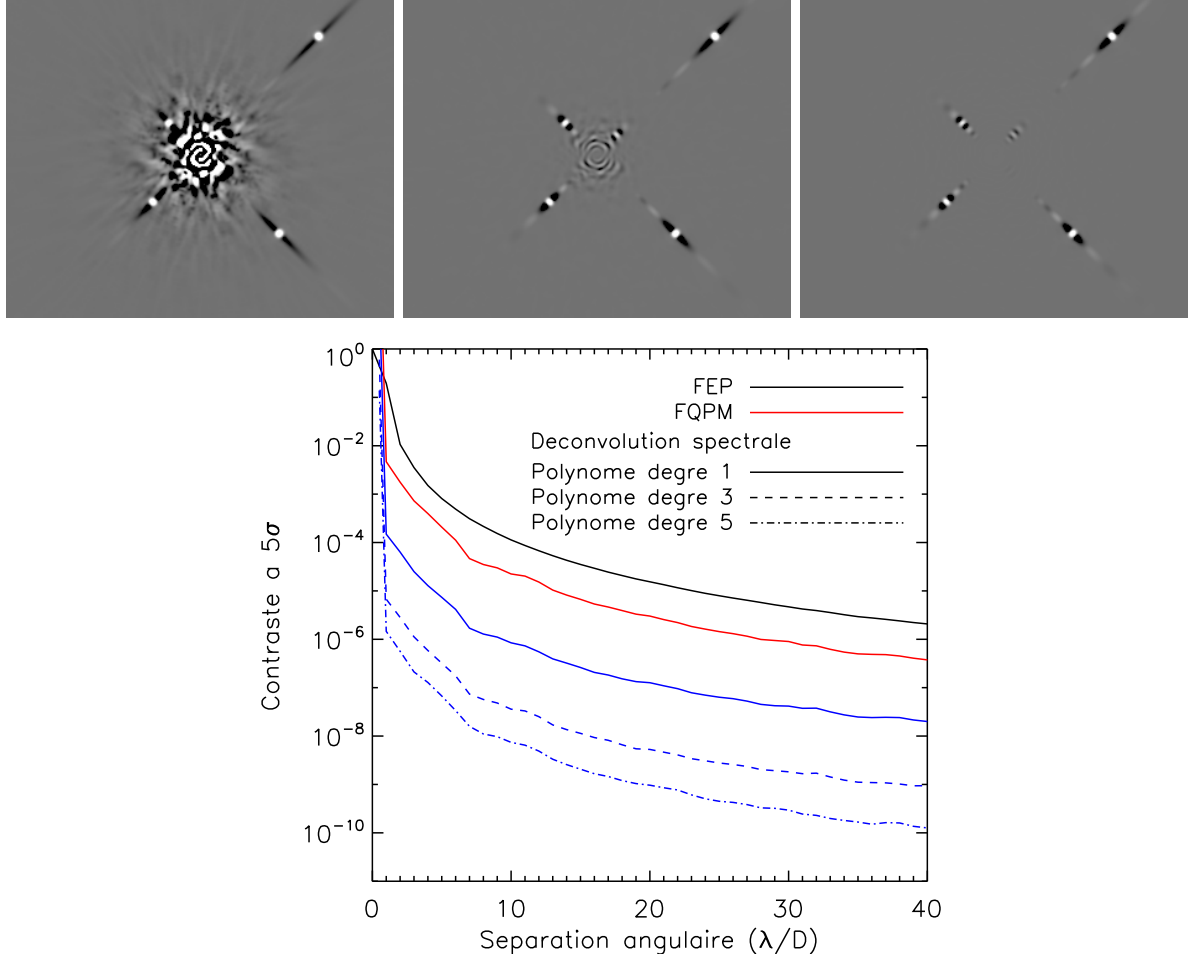 10^0
10^-2
10^-4
10^-6
10^-8
10^-10
Contraste a 5σ
FEP
FQPM
Deconvolution spectrale
Polynome degre 1
Polynome degre 3
Polynome degre 5
0 10 20 30 40
Separation angulaire (λ/D)